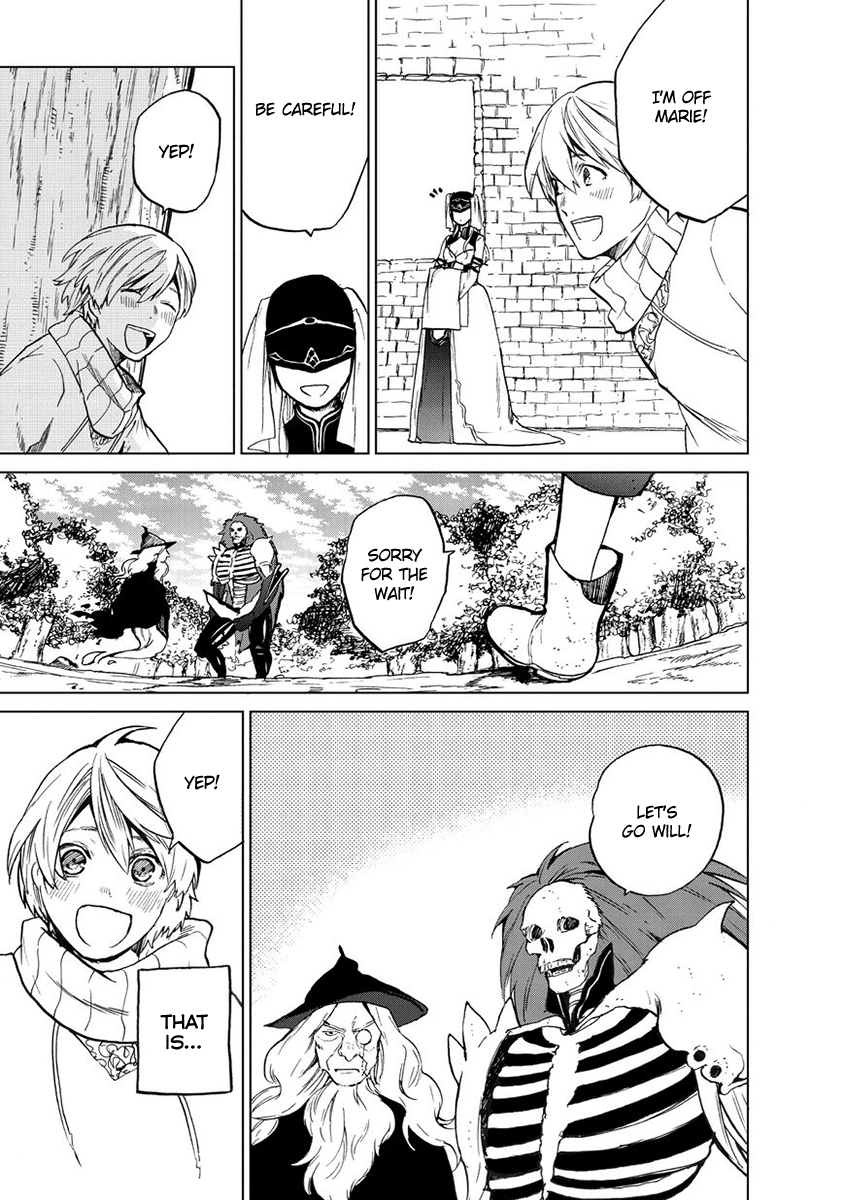 I'M OFF
MARIE!
BE CAREFUL!
YEP!
SORRY
FOR THE
WAIT!
LET'S
GO WILL!
YEP!
THAT
IS...